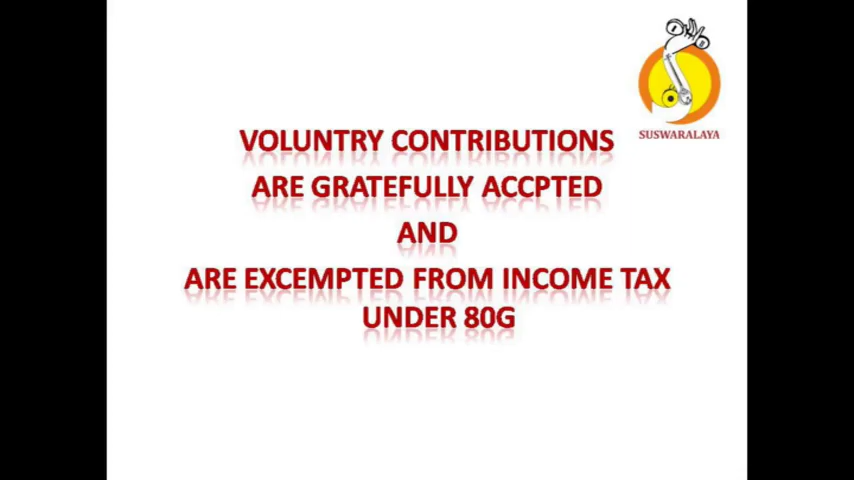 SUSWARALAYA
VOLUNTRY CONTRIBUTIONS
ARE GRATEFULLY ACCPTED
AND
ARE EXCEMPTED FROM INCOME TAX
UNDER 80G